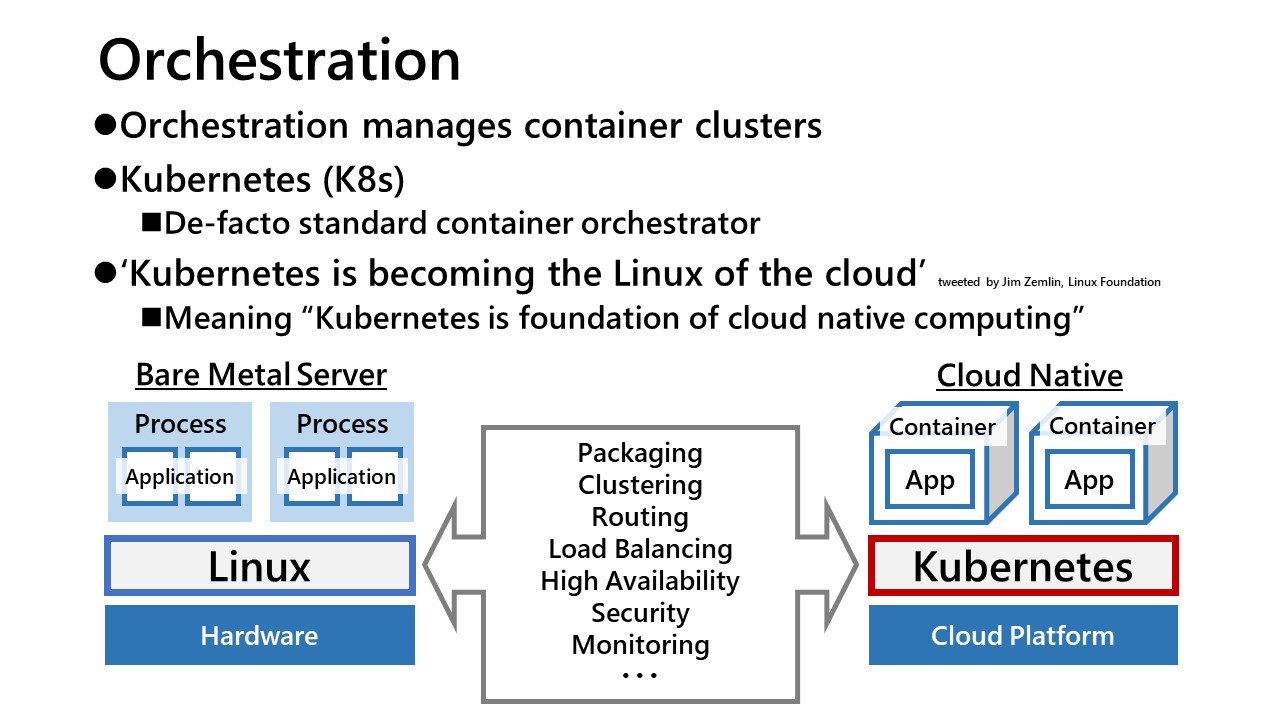 Orchestration
●Orchestration manages container clusters
●Kubernetes (K8s)
■De-facto standard container orchestrator
●‘Kubernetes is becoming the Linux of the cloud’ tweeted by Jim Zemlin, Linux Foundation
■Meaning “Kubernetes is foundation of cloud native computing”
Bare Metal Server
Process
Application
Process
Application
Linux
Hardware
Packaging
Clustering
Routing
Load Balancing
High Availability
Security
Monitoring
・・・
Cloud Native
Container
App
Container
App
Kubernetes
Cloud Platform